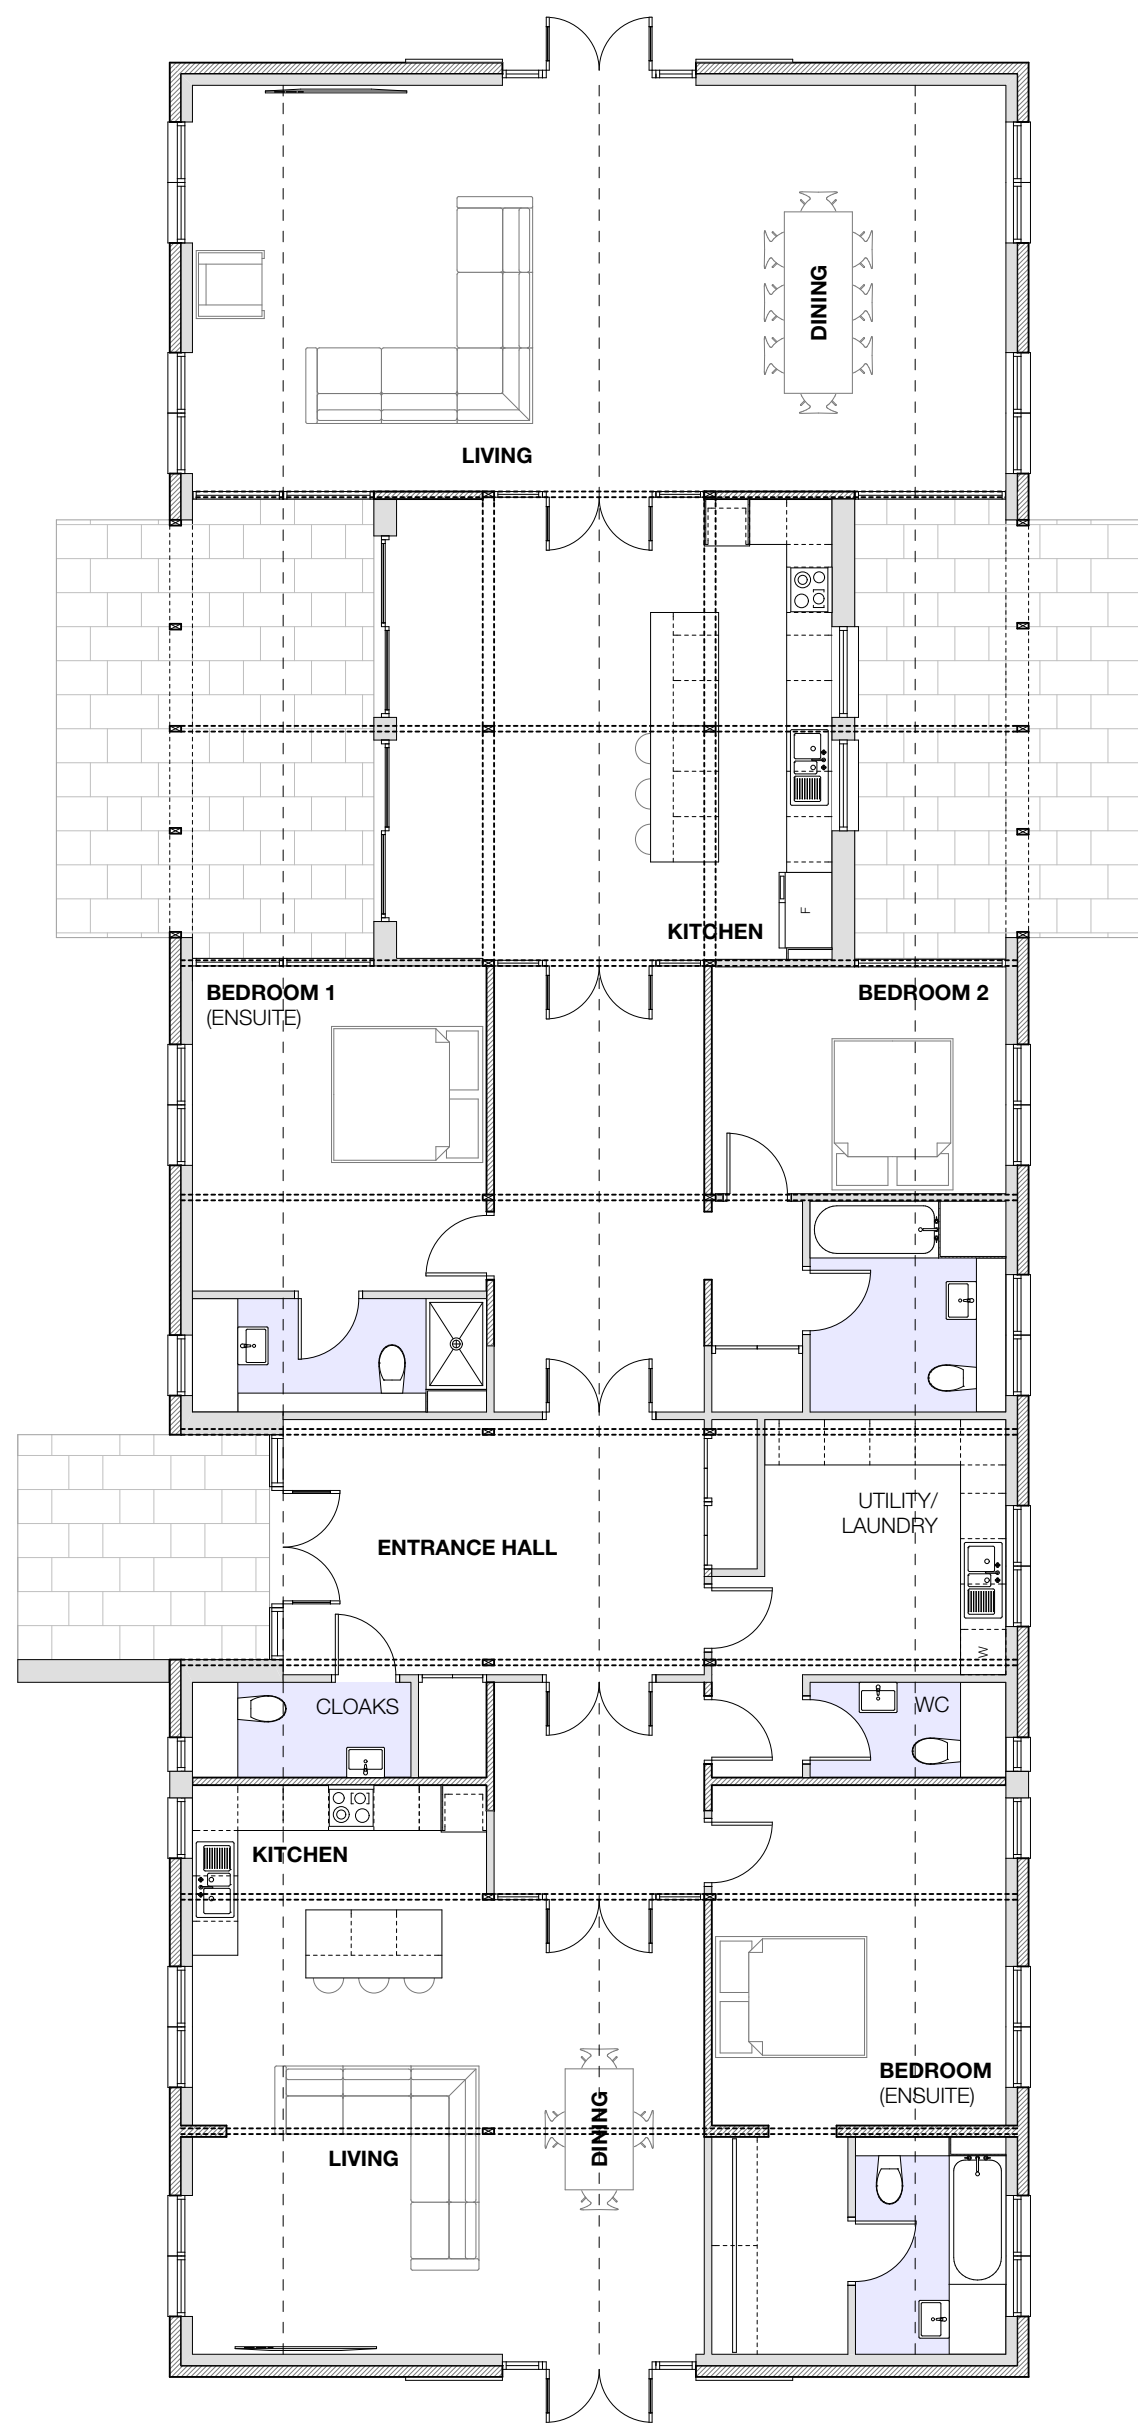 DINING
LIVING
F
KITCHEN
BEDROOM 1
(ENSUITE)
BEDROOM 2
UTILITY/
LAUNDRY
ENTRANCE HALL
W
CLOAKS
WC
KITCHEN
BEDROOM
(ENSUITE)
DINING
LIVING